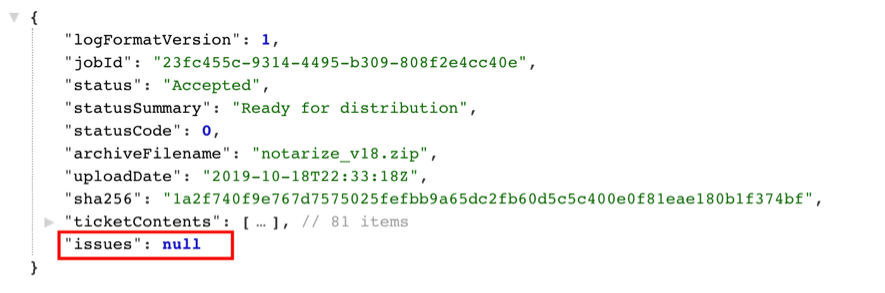 {
"logFormatVersion": 1,
"jobId": "23fc455c-9314-4495-b309-808f2e4cc40e",
"status": "Accepted",
"statusSummary": "Ready for distribution",
"statusCode": 0,
"archiveFilename": "notarize_v18.zip",
"uploadDate": "2019-10-18T22:33:18Z",
"sha256": "1a2f740f9e767d7575025fefbb9a65dc2fb60d5c5c400e0f81eae180b1f374bf",
"ticketContents": [ … ], // 81 items
"issues": null
}